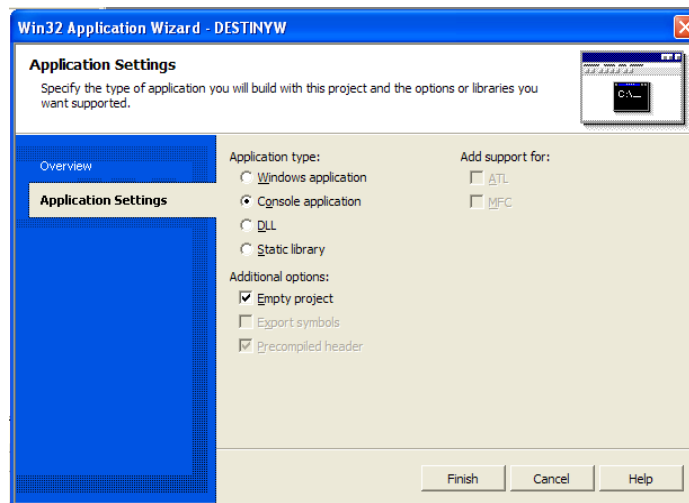 Win32 Application Wizard - DESTINYW
Application Settings
Specify the type of application you will build with this project and the options or libraries you
want supported.
C:\_
Overview
Application Settings
Application type:
Windows application
Console application
DLL
Static library
Add support for:
ATL
MFC
Additional options:
Empty project
Export symbols
Precompiled header
Finish
Cancel
Help